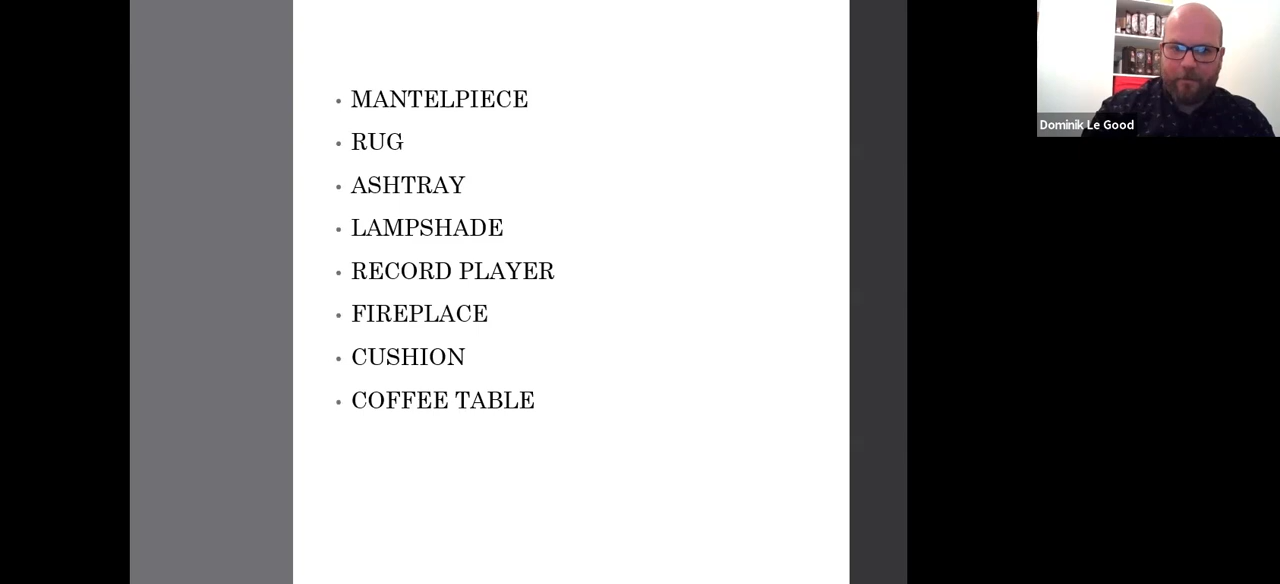 MANTELPIECE
RUG
ASHTRAY
LAMPSHADE
RECORD PLAYER
FIREPLACE
CUSHION
COFFEE TABLE
Dominik Le Good